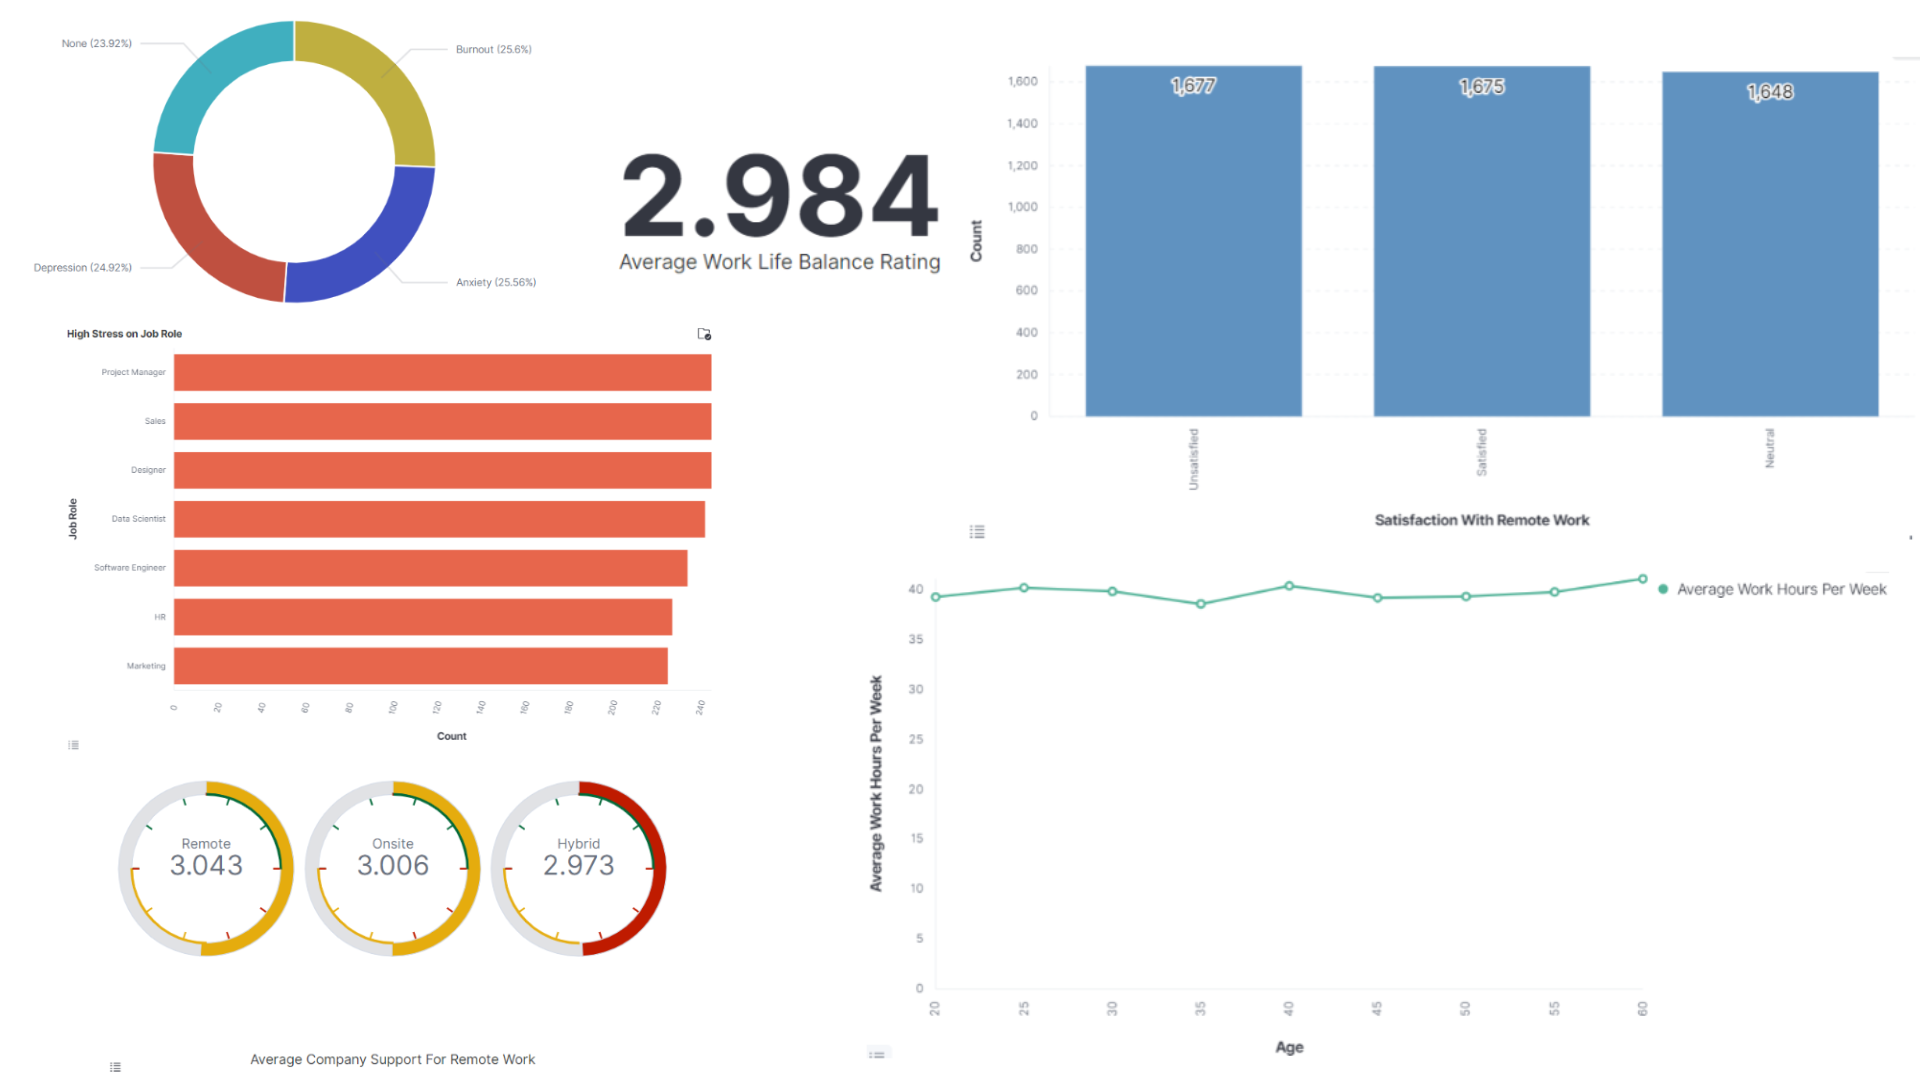 None (23.92%)
Burnout (25.6%)
Depression (24.92%)
Anxiety (25.56%)
2.984
Average Work Life Balance Rating
1,600
1,400
1,200
1,000
800
600
400
200
0
Count
1,677
1,675
1,648
Unsatisfied
Satisfied
Neutral
Satisfaction With Remote Work
High Stress on Job Role
Job Role
Project Manager
Sales
Designer
Data Scientist
Software Engineer
HR
Marketing
0 20 40 60 80 100 120 140 160 180 200 220 240
Count
Remote
3.043
Onsite
3.006
Hybrid
2.973
Average Company Support For Remote Work
Average Work Hours Per Week
40
35
30
25
20
15
10
5
0
20 25 30 35 40 45 50 55 60
Age
Average Work Hours Per Week